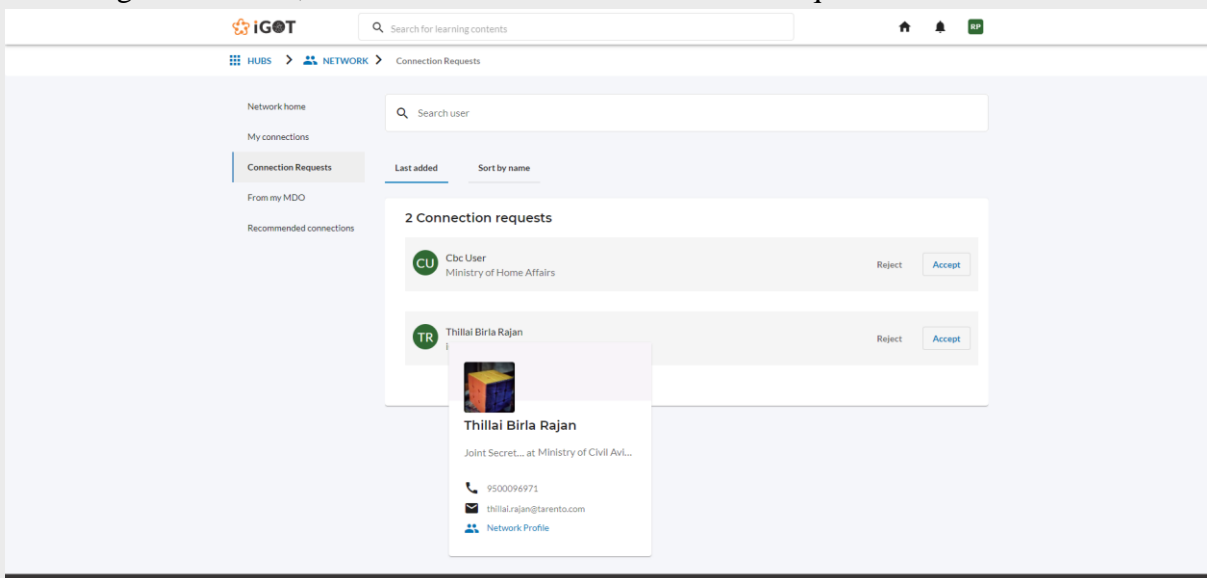 iGOT
Search for learning contents
RP
HUBS > NETWORK > Connection Requests
Network home
My connections
Connection Requests
From my MDO
Recommended connections
Search user
Last added
Sort by name
2 Connection requests
CU
Cbc User
Ministry of Home Affairs
Reject
Accept
TR
Thillai Birla Rajan
Reject
Accept
Thillai Birla Rajan
Joint Secret... at Ministry of Civil Avi...
9500096971
thillai.rajan@tarento.com
Network Profile